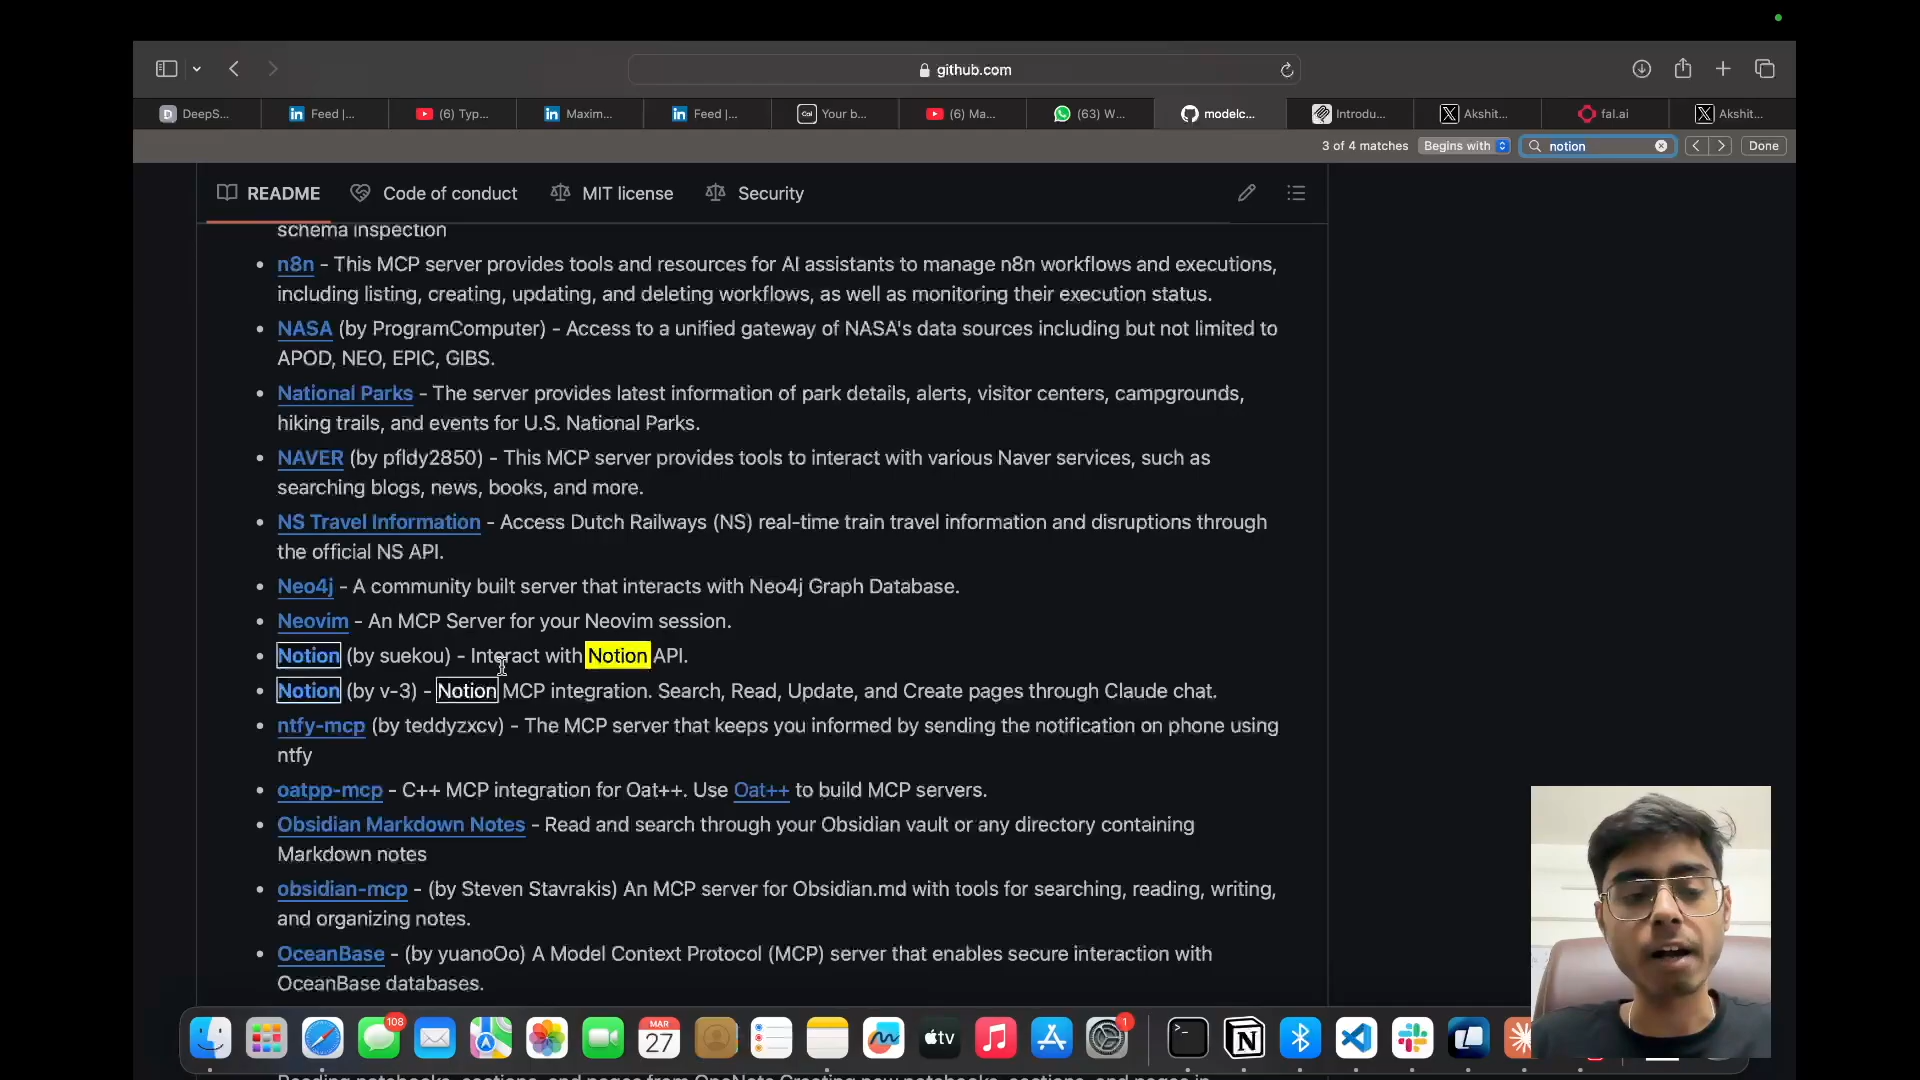 github.com
DeepS...
Feed |...
(6) Typ...
Maxim...
Feed |...
Cal
Your b...
(6) Ma...
(63) W...
modelc...
Introdu...
Akshit...
fal.ai
Akshit...
3 of 4 matches
Begins with
notion
Done
README
Code of conduct
MIT license
Security
schema inspection
n8n - This MCP server provides tools and resources for AI assistants to manage n8n workflows and executions,
including listing, creating, updating, and deleting workflows, as well as monitoring their execution status.
NASA (by ProgramComputer) - Access to a unified gateway of NASA's data sources including but not limited to
APOD, NEO, EPIC, GIBS.
National Parks - The server provides latest information of park details, alerts, visitor centers, campgrounds,
hiking trails, and events for U.S. National Parks.
NAVER (by pfldy2850) - This MCP server provides tools to interact with various Naver services, such as
searching blogs, news, books, and more.
NS Travel Information - Access Dutch Railways (NS) real-time train travel information and disruptions through
the official NS API.
Neo4j - A community built server that interacts with Neo4j Graph Database.
Neovim - An MCP Server for your Neovim session.
Notion (by suekou) - Interact with Notion API.
Notion (by v-3) - Notion MCP integration. Search, Read, Update, and Create pages through Claude chat.
ntfy-mcp (by teddyzxcv) - The MCP server that keeps you informed by sending the notification on phone using
ntfy
oatpp-mcp - C++ MCP integration for Oat++. Use Oat++ to build MCP servers.
Obsidian Markdown Notes - Read and search through your Obsidian vault or any directory containing
Markdown notes
obsidian-mcp - (by Steven Stavrakis) An MCP server for Obsidian.md with tools for searching, reading, writing,
and organizing notes.
OceanBase - (by yuanoOo) A Model Context Protocol (MCP) server that enables secure interaction with
OceanBase databases.
108
MAR
27
tv
1